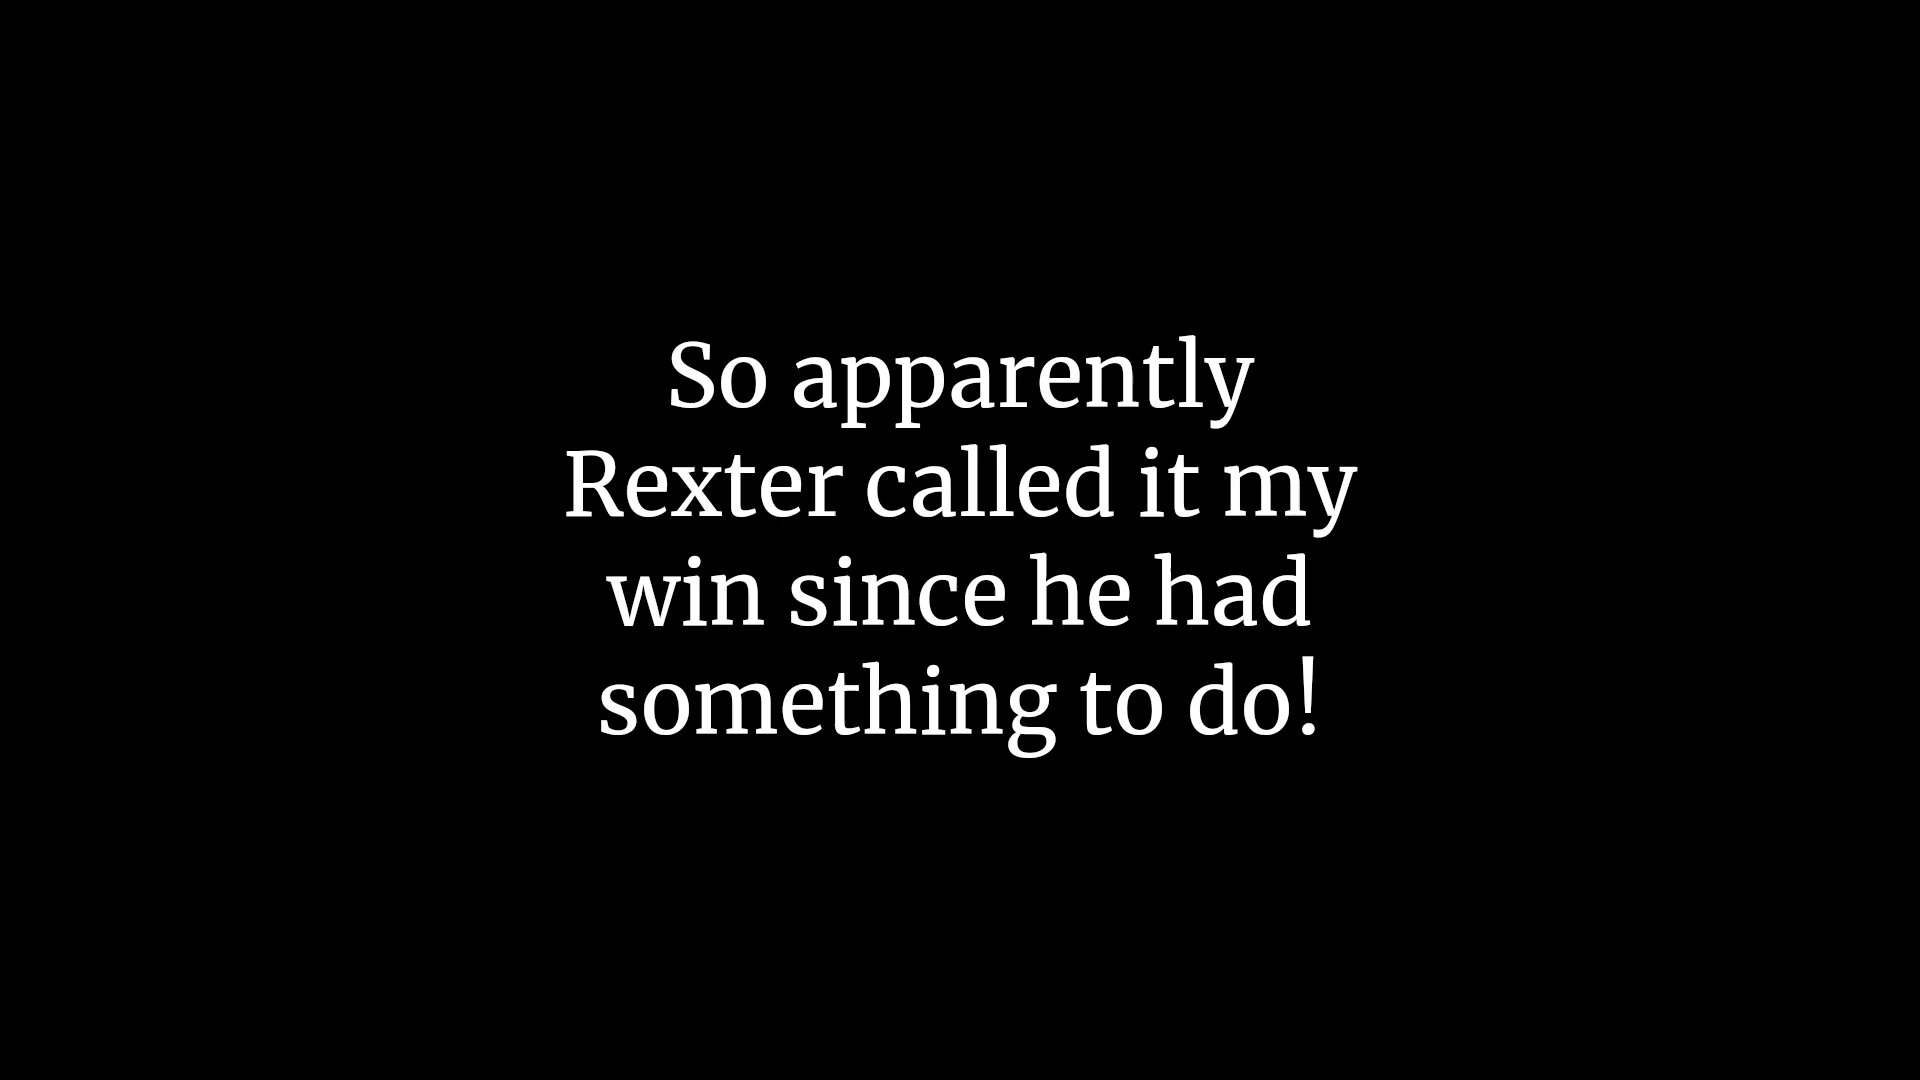 So apparently
Rexter called it my
win since he had
something to do!